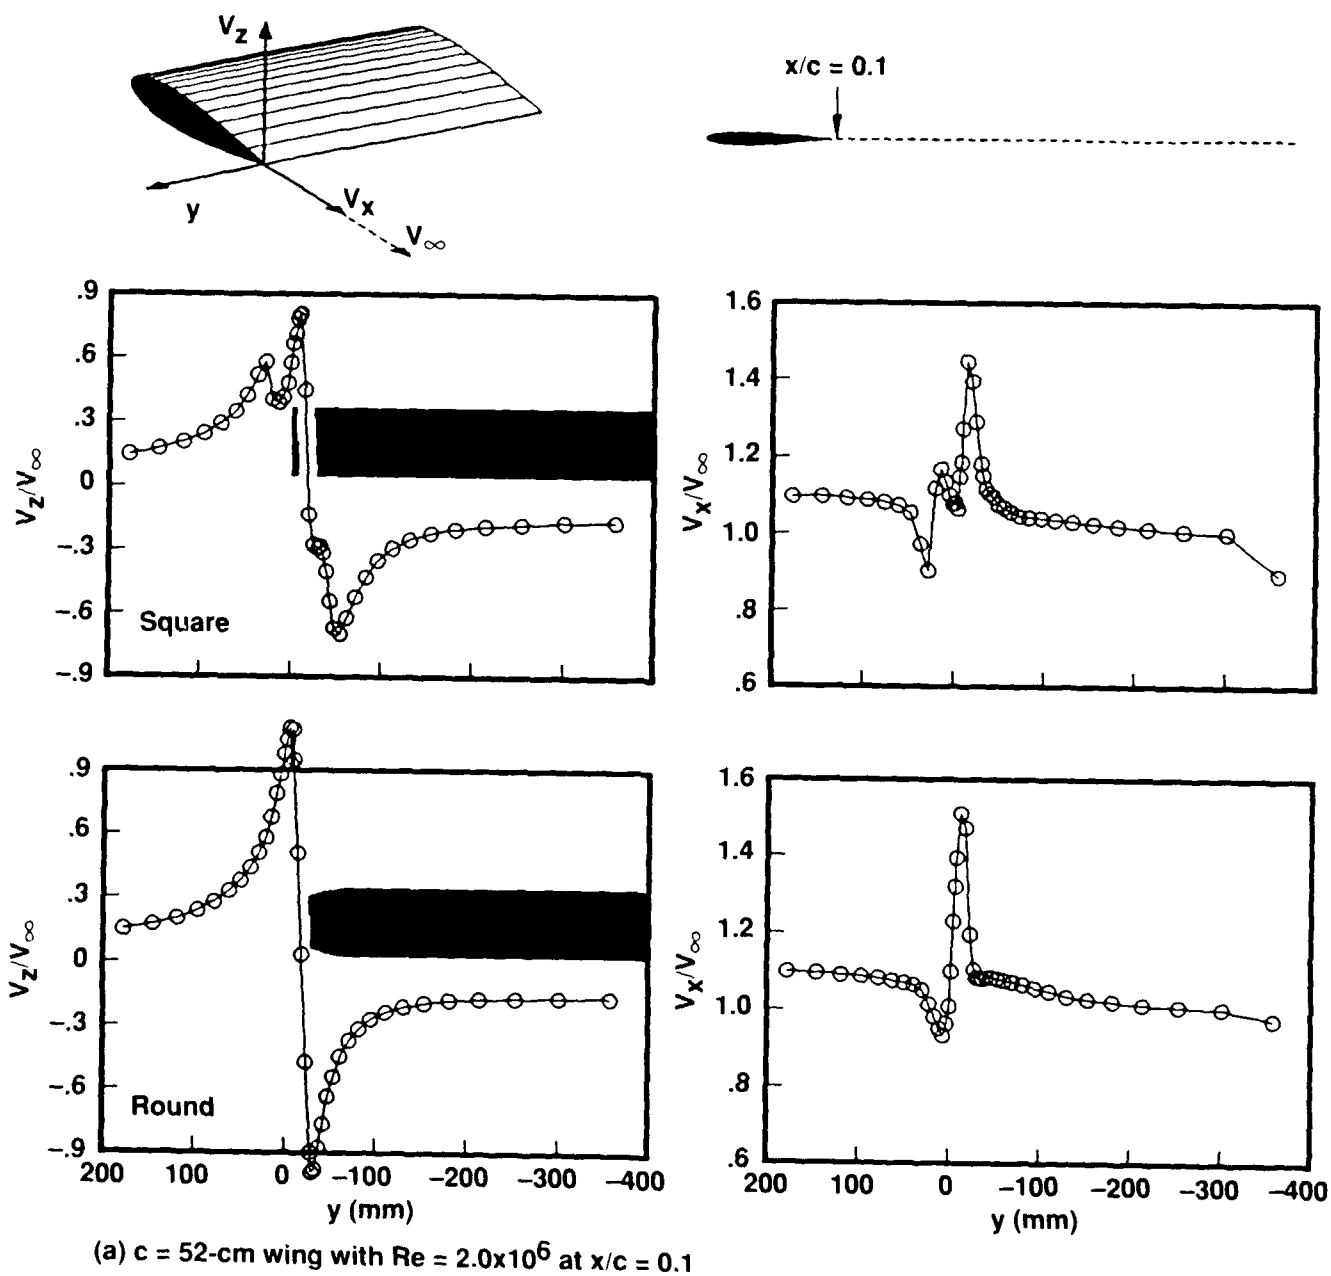 V_z
x/c = 0.1
y
V_x
V_∞
.9
.6
.3
0
−.3
−.6
−.9
V_z/V_∞
Square
1.6
1.4
1.2
1.0
.8
.6
V_x/V_∞
.9
.6
.3
0
−.3
−.6
−.9
V_z/V_∞
Round
200 100 0 −100 −200 −300 −400
y (mm)
1.6
1.4
1.2
1.0
.8
.6
V_x/V_∞
200 100 0 −100 −200 −300 −400
y (mm)
(a) c = 52-cm wing with Re = 2.0x10^6 at x/c = 0.1